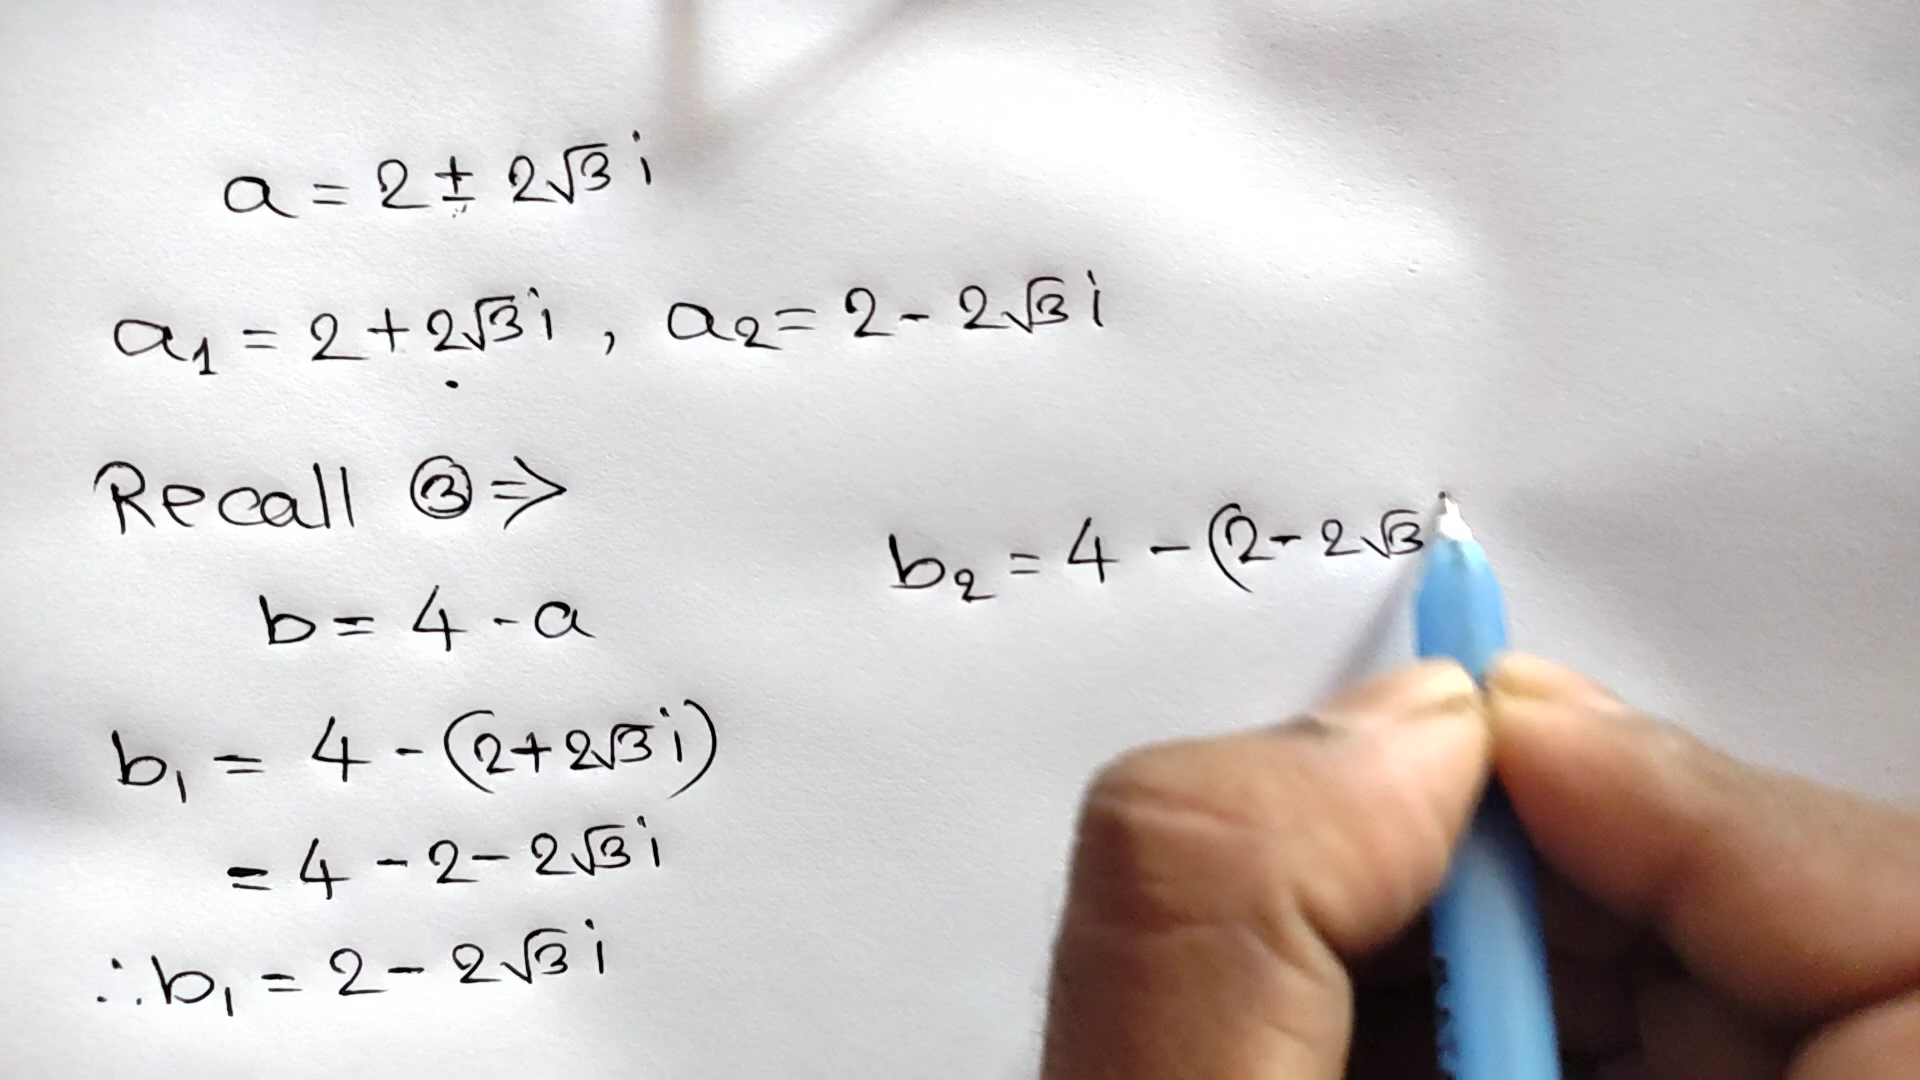 a = 2 ± 2√3 i
a₁ = 2 + 2√3 i , a₂ = 2 - 2√3 i
Recall ③ ⇒
b = 4 - a
b₁ = 4 - (2 + 2√3 i)
= 4 - 2 - 2√3 i
∴ b₁ = 2 - 2√3 i
b₂ = 4 - (2 - 2√3